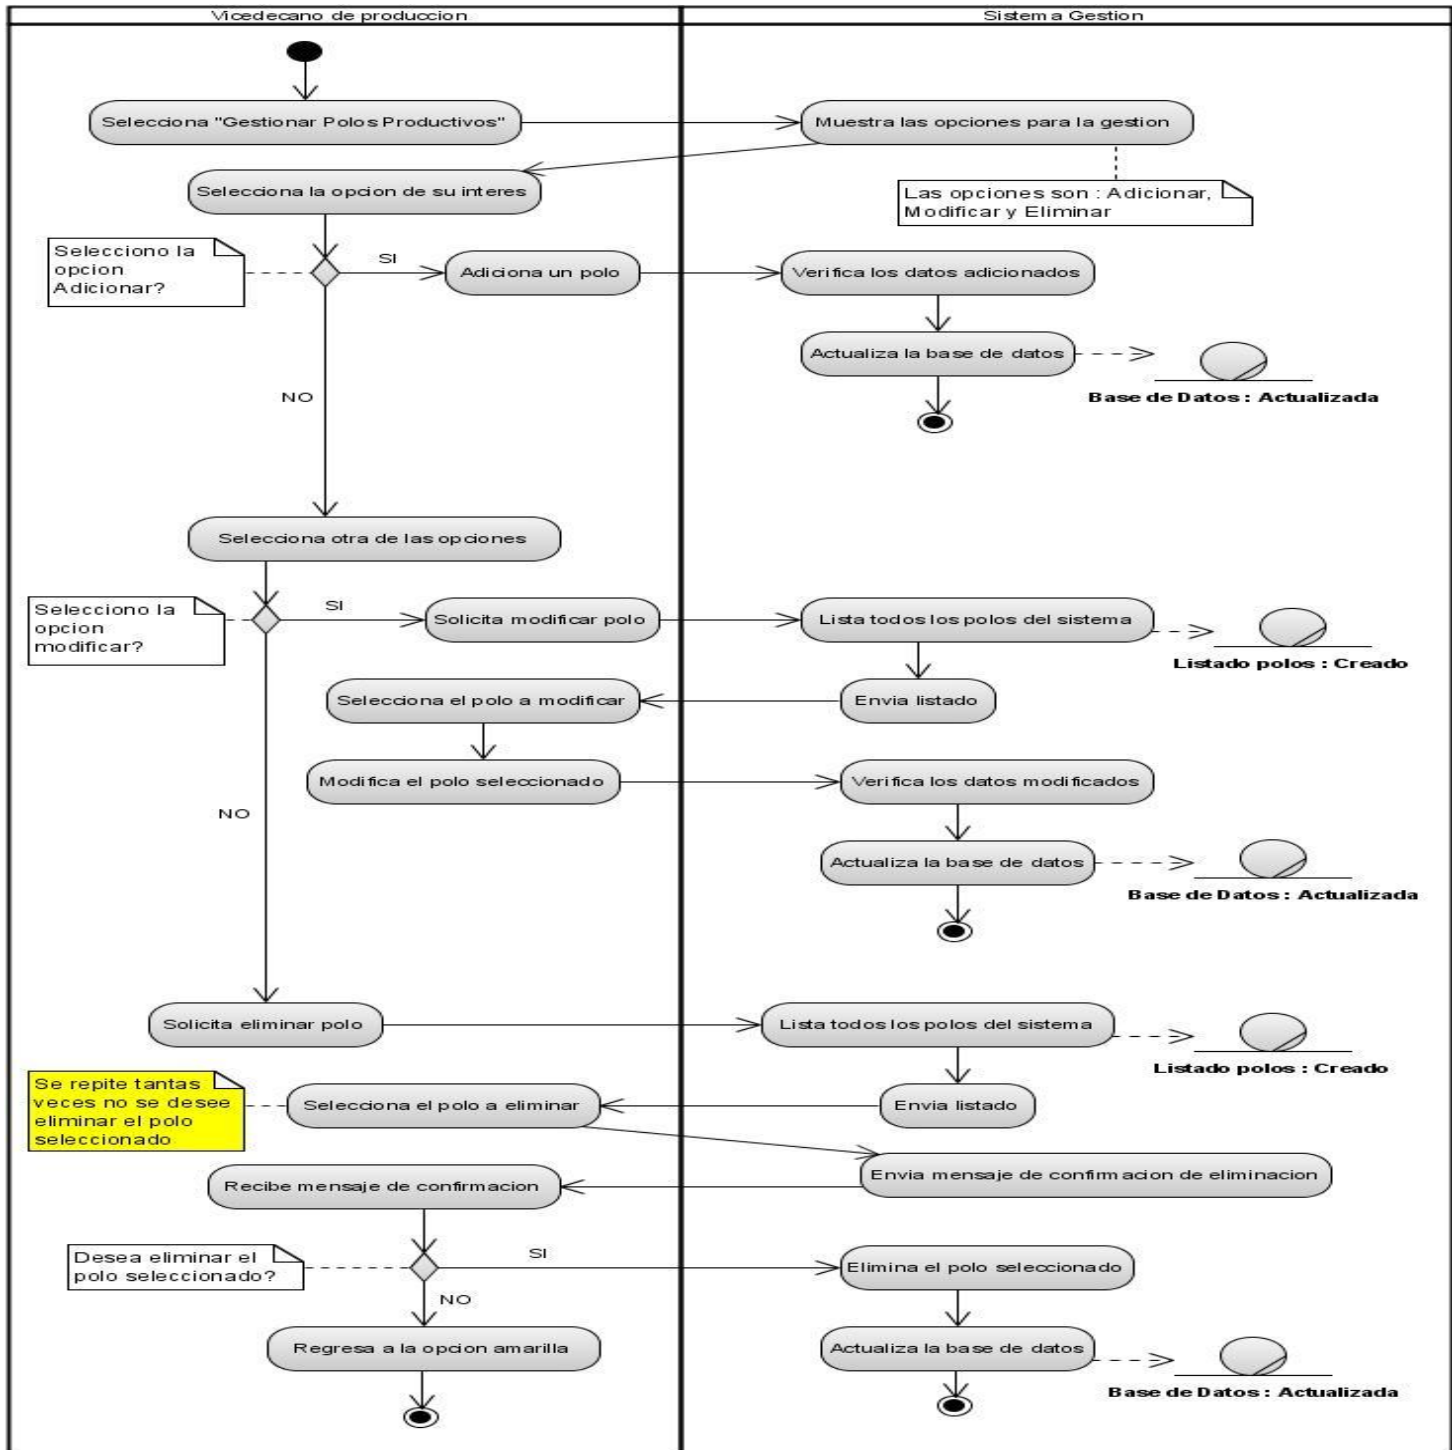 Vicedecano de produccion
Sistema Gestion
Selecciona "Gestionar Polos Productivos"
Muestra las opciones para la gestion
Selecciona la opcion de su interes
Las opciones son : Adicionar,
Modificar y Eliminar
Selecciono la
opcion
Adicionar?
SI
Adiciona un polo
Verifica los datos adicionados
Actualiza la base de datos
Base de Datos : Actualizada
NO
Selecciona otra de las opciones
Selecciono la
opcion
modificar?
SI
Solicita modificar polo
Lista todos los polos del sistema
Listado polos : Creado
Selecciona el polo a modificar
Envia listado
Modifica el polo seleccionado
Verifica los datos modificados
NO
Actualiza la base de datos
Base de Datos : Actualizada
Solicita eliminar polo
Lista todos los polos del sistema
Listado polos : Creado
Se repite tantas
veces no se desee
eliminar el polo
seleccionado
Selecciona el polo a eliminar
Envia listado
Envia mensaje de confirmacion de eliminacion
Recibe mensaje de confirmacion
Desea eliminar el
polo seleccionado?
SI
Elimina el polo seleccionado
NO
Regresa a la opcion amarilla
Actualiza la base de datos
Base de Datos : Actualizada